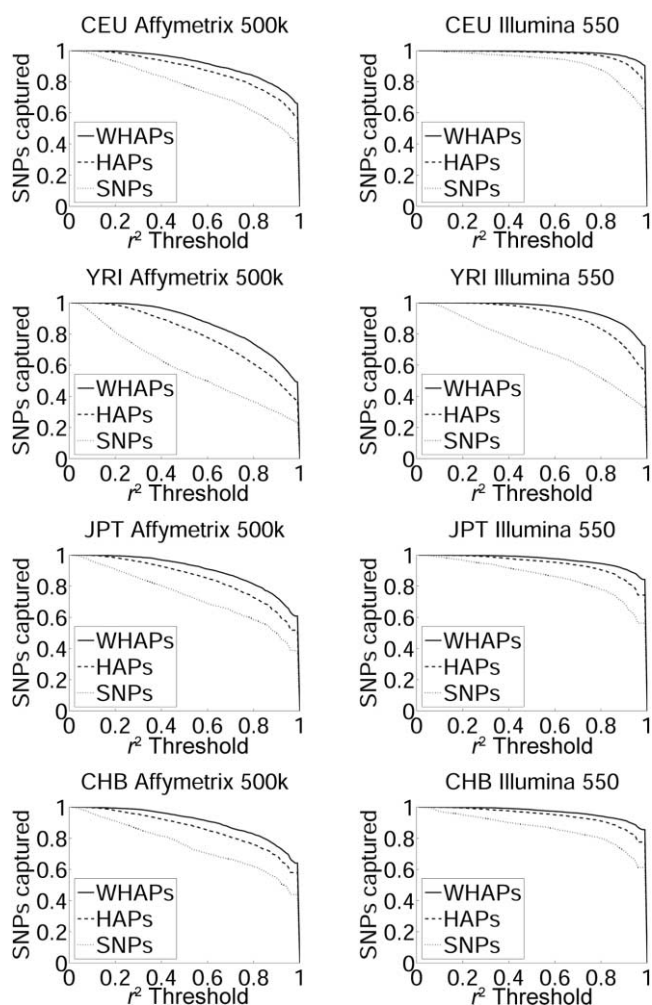 CEU Affymetrix 500k
SNPs captured
1
0.8
0.6
0.4
0.2
0
WHAPs
HAPs
SNPs
0 0.2 0.4 0.6 0.8 1
r² Threshold
CEU Illumina 550
SNPs captured
1
0.8
0.6
0.4
0.2
0
WHAPs
HAPs
SNPs
0 0.2 0.4 0.6 0.8 1
r² Threshold
YRI Affymetrix 500k
SNPs captured
1
0.8
0.6
0.4
0.2
0
WHAPs
HAPs
SNPs
0 0.2 0.4 0.6 0.8 1
r² Threshold
YRI Illumina 550
SNPs captured
1
0.8
0.6
0.4
0.2
0
WHAPs
HAPs
SNPs
0 0.2 0.4 0.6 0.8 1
r² Threshold
JPT Affymetrix 500k
SNPs captured
1
0.8
0.6
0.4
0.2
0
WHAPs
HAPs
SNPs
0 0.2 0.4 0.6 0.8 1
r² Threshold
JPT Illumina 550
SNPs captured
1
0.8
0.6
0.4
0.2
0
WHAPs
HAPs
SNPs
0 0.2 0.4 0.6 0.8 1
r² Threshold
CHB Affymetrix 500k
SNPs captured
1
0.8
0.6
0.4
0.2
0
WHAPs
HAPs
SNPs
0 0.2 0.4 0.6 0.8 1
r² Threshold
CHB Illumina 550
SNPs captured
1
0.8
0.6
0.4
0.2
0
WHAPs
HAPs
SNPs
0 0.2 0.4 0.6 0.8 1
r² Threshold